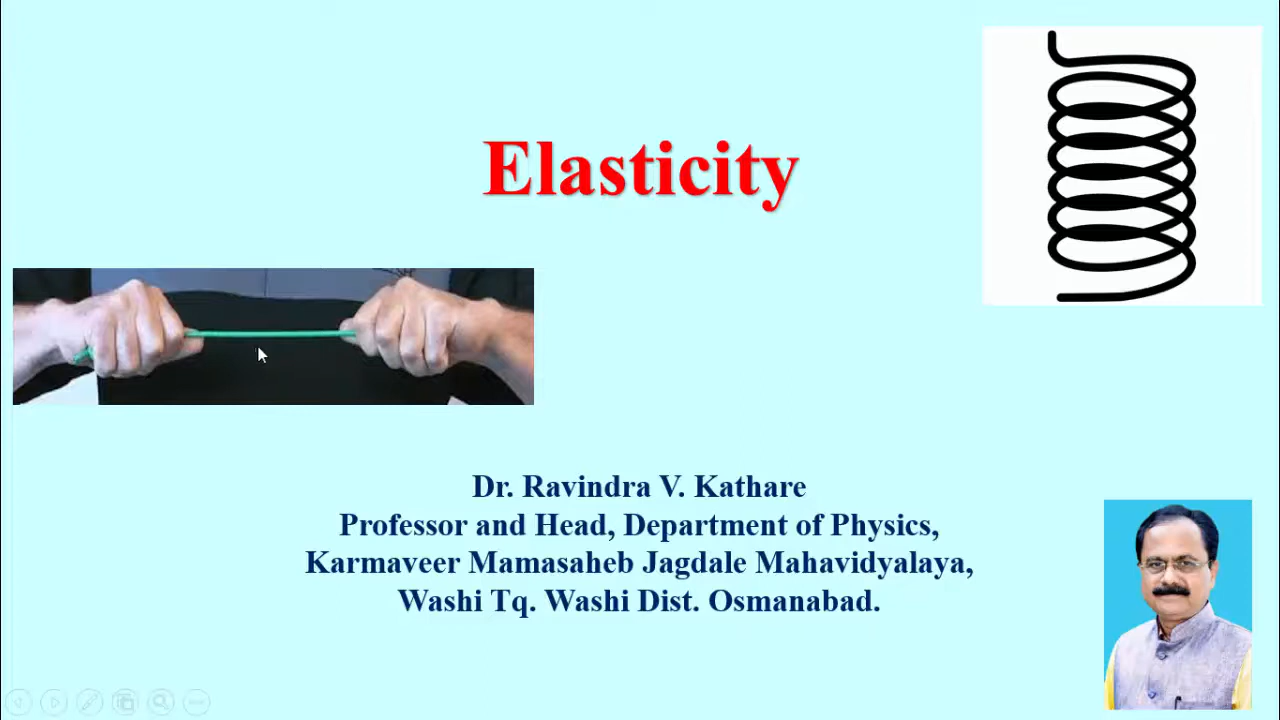 Elasticity
Dr. Ravindra V. Kathare
Professor and Head, Department of Physics,
Karmaveer Mamasaheb Jagdale Mahavidyalaya,
Washi Tq. Washi Dist. Osmanabad.